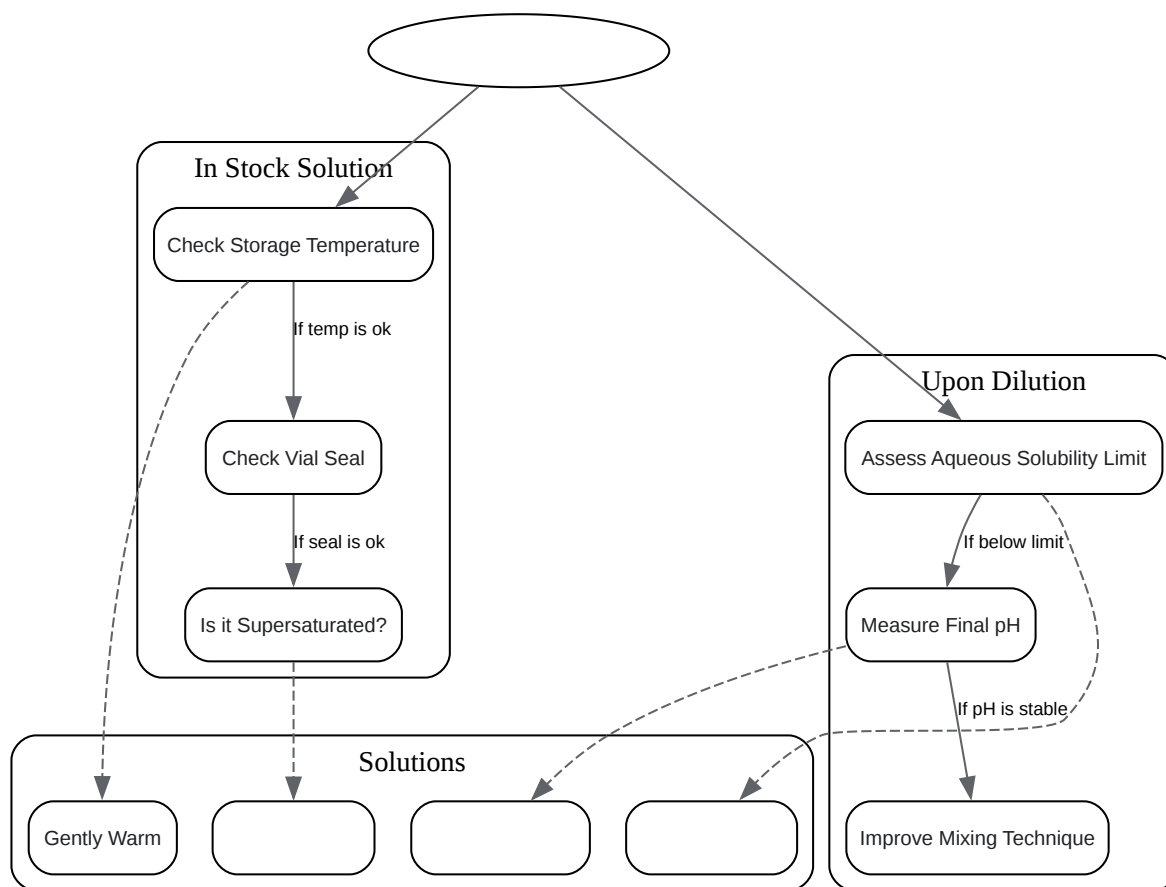 In Stock Solution
Check Storage Temperature
If temp is ok
Check Vial Seal
If seal is ok
Is it Supersaturated?
Upon Dilution
Assess Aqueous Solubility Limit
If below limit
Measure Final pH
If pH is stable
Improve Mixing Technique
Solutions
Gently Warm